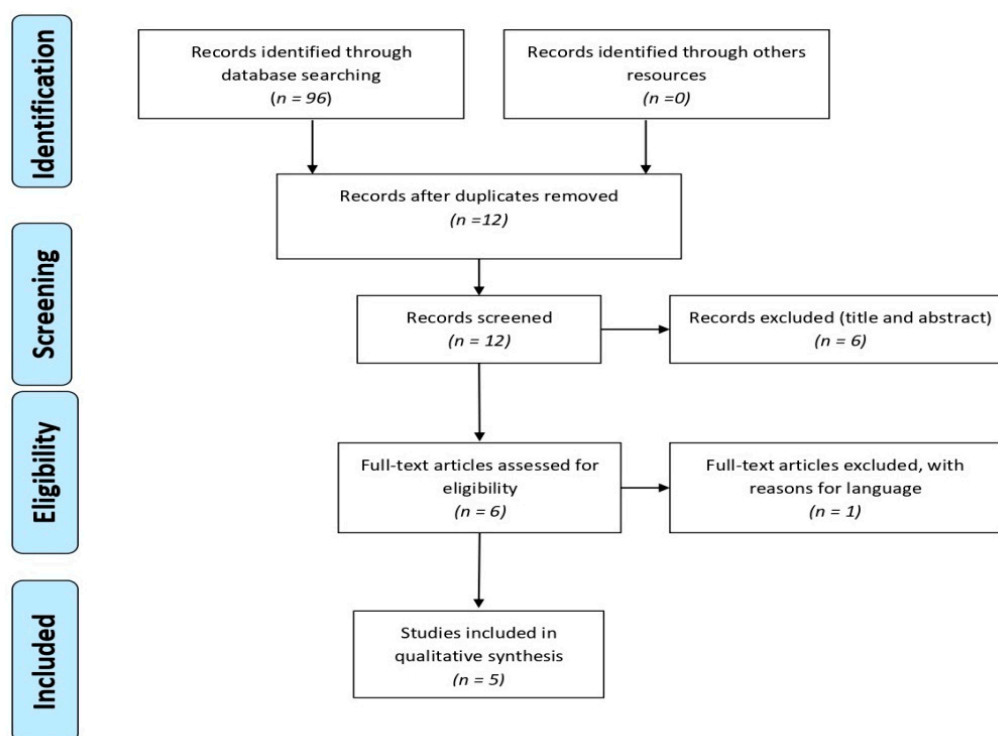 Identification
Records identified through
database searching
(n = 96)
Records identified through others
resources
(n =0)
Records after duplicates removed
(n =12)
Screening
Records screened
(n = 12)
Records excluded (title and abstract)
(n = 6)
Eligibility
Full-text articles assessed for
eligibility
(n = 6)
Full-text articles excluded, with
reasons for language
(n = 1)
Included
Studies included in
qualitative synthesis
(n = 5)